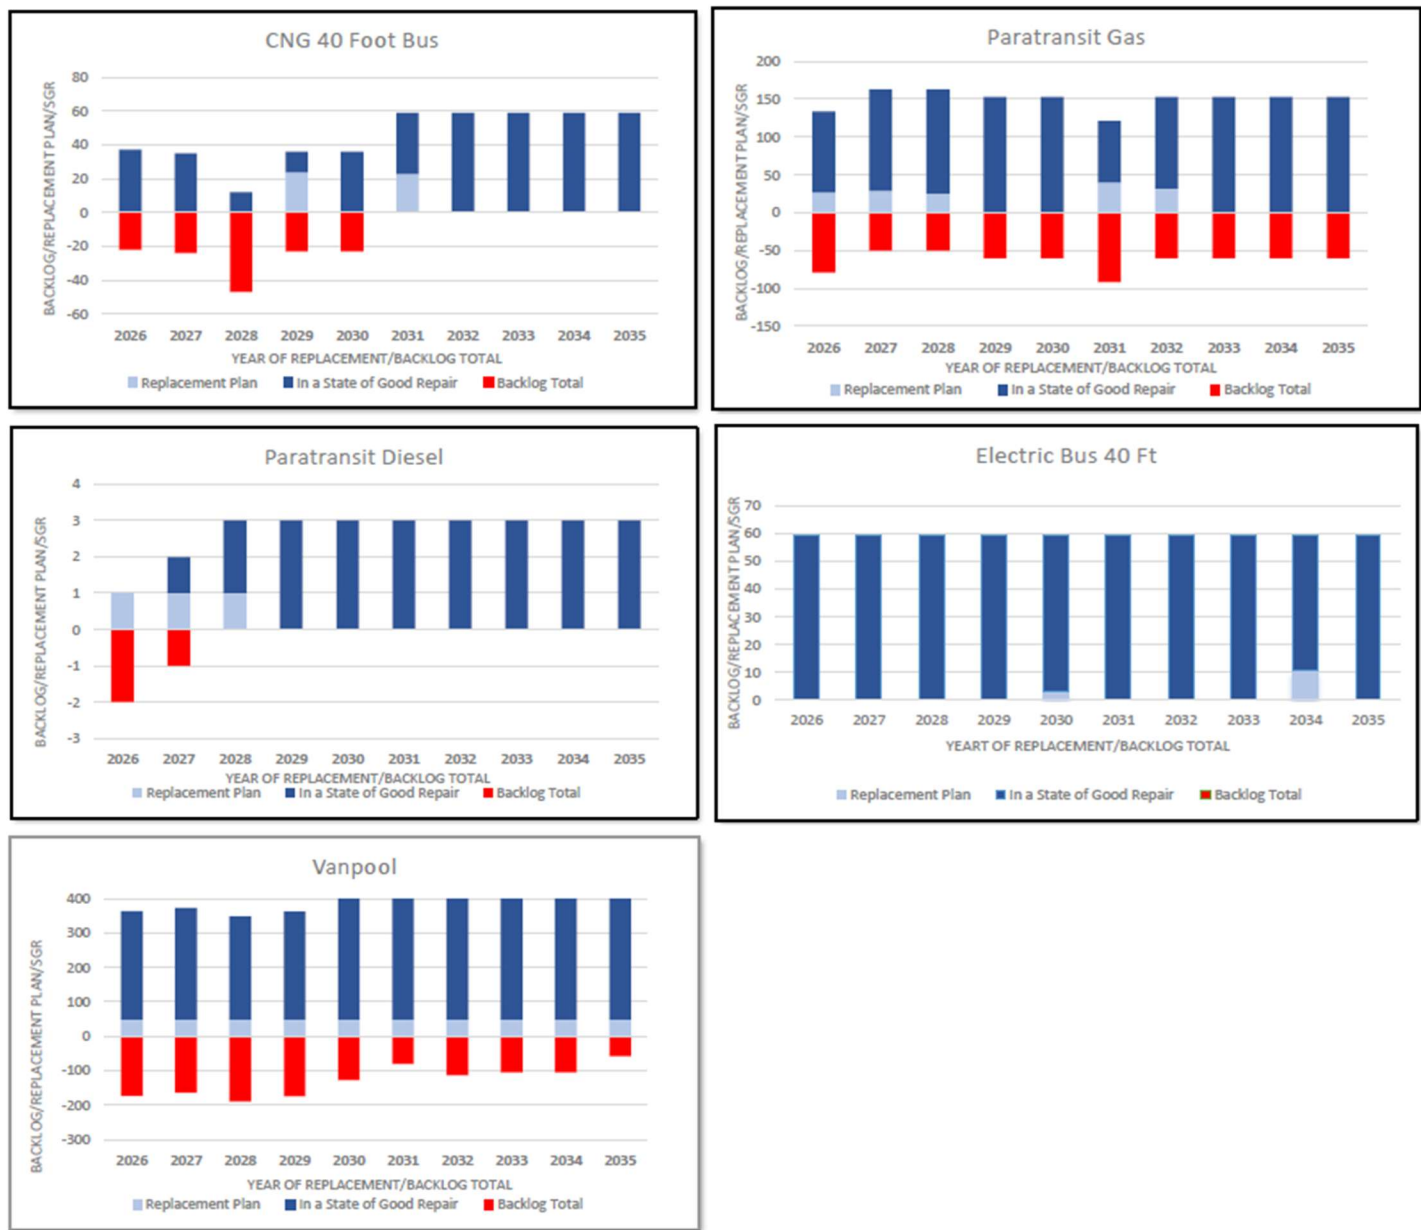 CNG 40 Foot Bus
BACKLOG/REPLACEMENT PLAN/SGR
80
60
40
20
0
-20
-40
-60
2026 2027 2028 2029 2030 2031 2032 2033 2034 2035
YEAR OF REPLACEMENT/BACKLOG TOTAL
Replacement Plan In a State of Good Repair Backlog Total
Paratransit Gas
BACKLOG/REPLACEMENT PLAN/SGR
200
150
100
50
0
-50
-100
-150
2026 2027 2028 2029 2030 2031 2032 2033 2034 2035
YEAR OF REPLACEMENT/BACKLOG TOTAL
Replacement Plan In a State of Good Repair Backlog Total
Paratransit Diesel
BACKLOG/REPLACEMENT PLAN/SGR
4
3
2
1
0
-1
-2
-3
2026 2027 2028 2029 2030 2031 2032 2033 2034 2035
YEAR OF REPLACEMENT/BACKLOG TOTAL
Replacement Plan In a State of Good Repair Backlog Total
Electric Bus 40 Ft
BACKLOG/REPLACEMENT PLAN/SGR
70
60
50
40
30
20
10
0
2026 2027 2028 2029 2030 2031 2032 2033 2034 2035
YEART OF REPLACEMENT/BACKLOG TOTAL
Replacement Plan In a State of Good Repair Backlog Total
Vanpool
BACKLOG/REPLACEMENT PLAN/SGR
400
300
200
100
0
-100
-200
-300
2026 2027 2028 2029 2030 2031 2032 2033 2034 2035
YEAR OF REPLACEMENT/BACKLOG TOTAL
Replacement Plan In a State of Good Repair Backlog Total